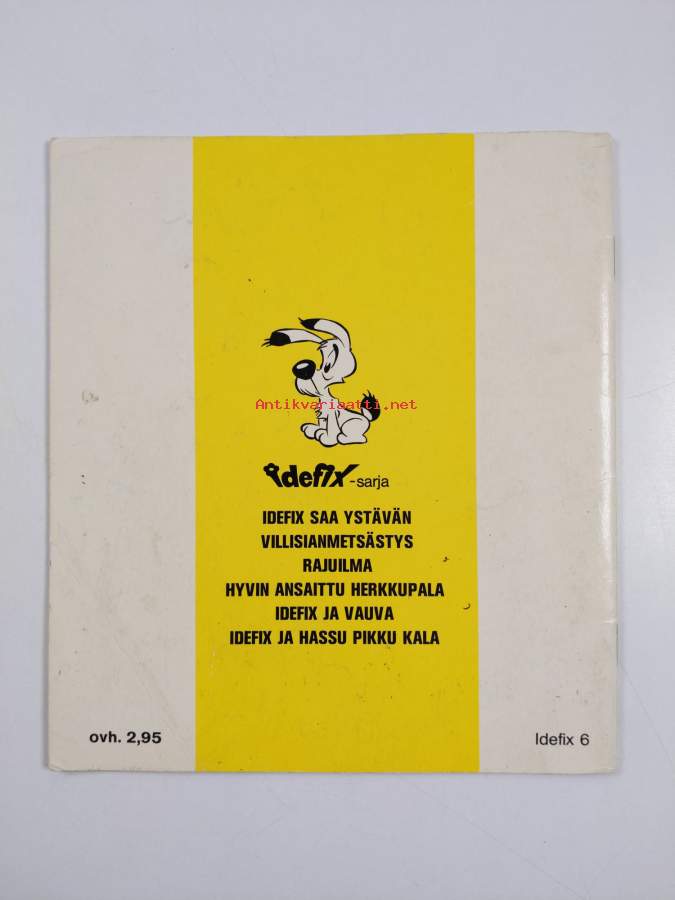 Antikvariaatti.net
idefix-sarja
IDEFIX SAA YSTÄVÄN
VILLISIANMETSÄSTYS
RAJUILMA
HYVIN ANSAITTU HERKKUPALA
IDEFIX JA VAUVA
IDEFIX JA HASSU PIKKU KALA
ovh. 2,95
Idefix 6